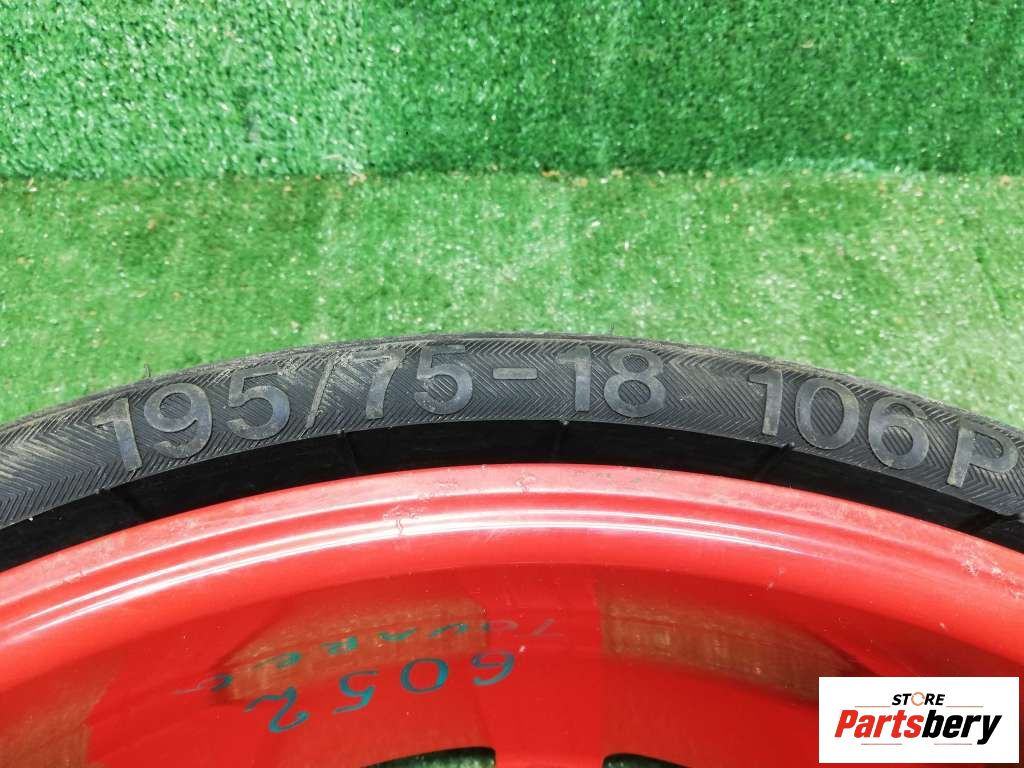 195/75-18 106P
6052
TOUAREG
STORE
Partsbery